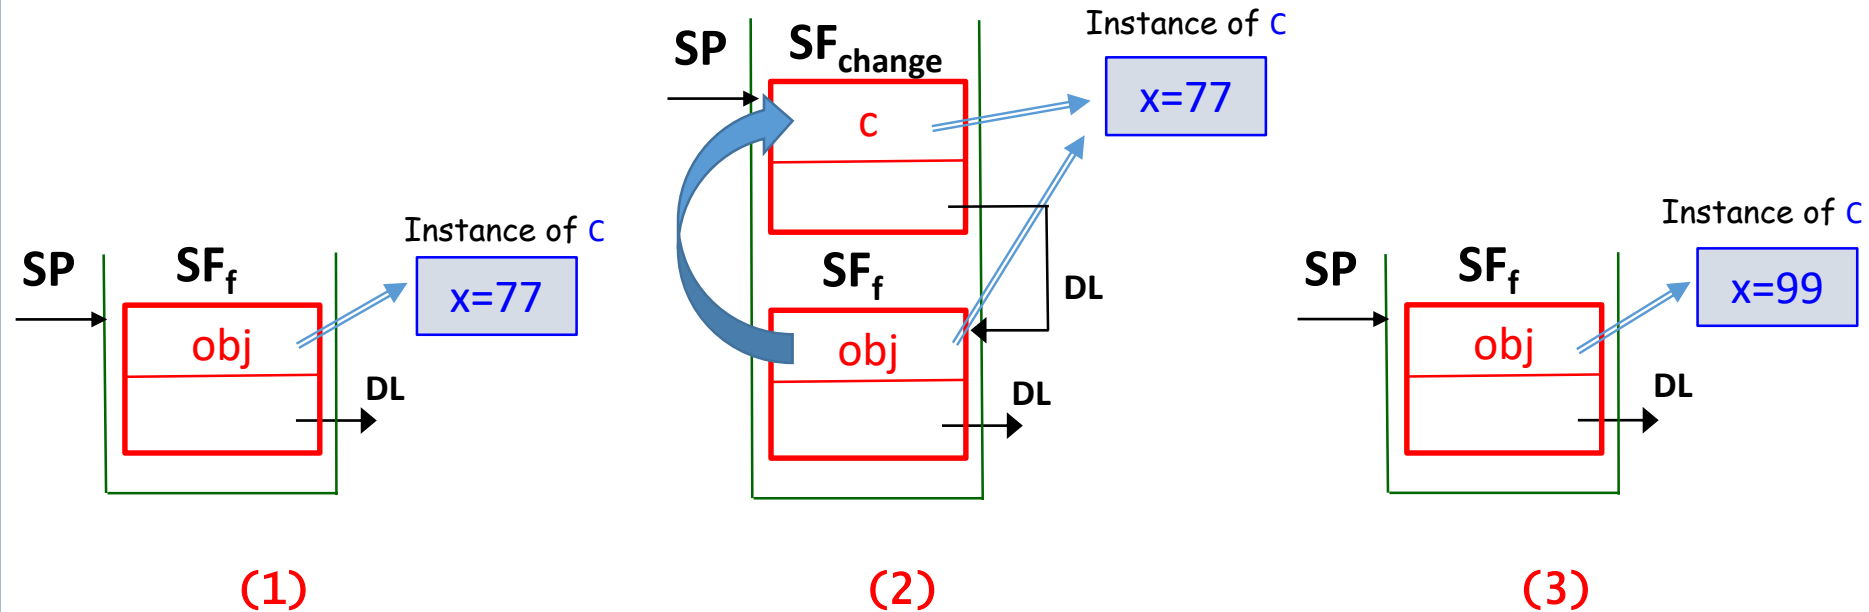 Instance of C
SP
SF_f
x=77
obj
DL
(1)
Instance of C
SP
SF_change
x=77
c
SF_f
DL
obj
DL
(2)
Instance of C
SP
SF_f
x=99
obj
DL
(3)